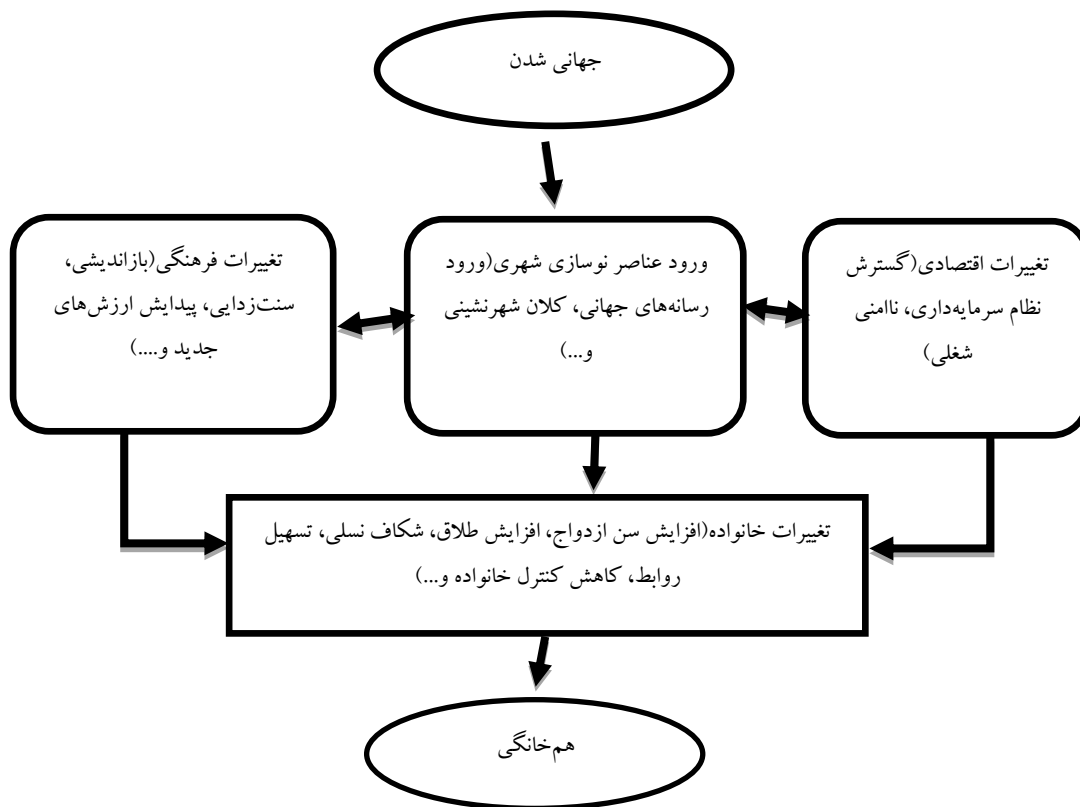 جهانی شدن
تغییرات اقتصادی(گسترش
نظام سرمایه‌داری، ناامنی
شغلی)
ورود عناصر نوسازی شهری(ورود
رسانه‌های جهانی، کلان شهرنشینی
و...)
تغییرات فرهنگی(بازاندیشی،
سنت‌زدایی، پیدایش ارزش‌های
جدید و....)
تغییرات خانواده(افزایش سن ازدواج، افزایش طلاق، شکاف نسلی، تسهیل
روابط، کاهش کنترل خانواده و...)
هم‌خانگی